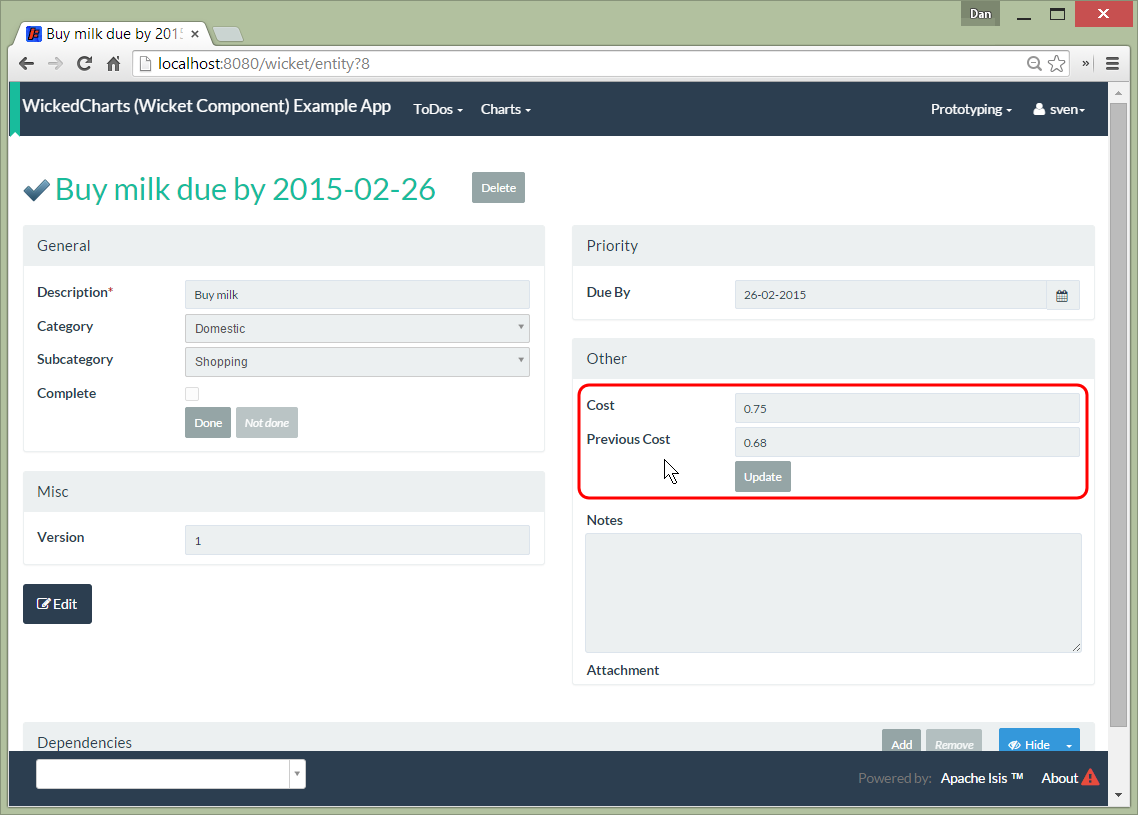 Dan
Buy milk due by 2015
localhost:8080/wicket/entity?8
WickedCharts (Wicket Component) Example App ToDos Charts Prototyping sven
Buy milk due by 2015-02-26 Delete
General
Description* Buy milk
Category Domestic
Subcategory Shopping
Complete
Done Not done
Misc
Version 1
Edit
Priority
Due By 26-02-2015
Other
Cost 0.75
Previous Cost 0.68
Update
Notes
Attachment
Dependencies Add Remove Hide
Powered by: Apache Isis ™ About